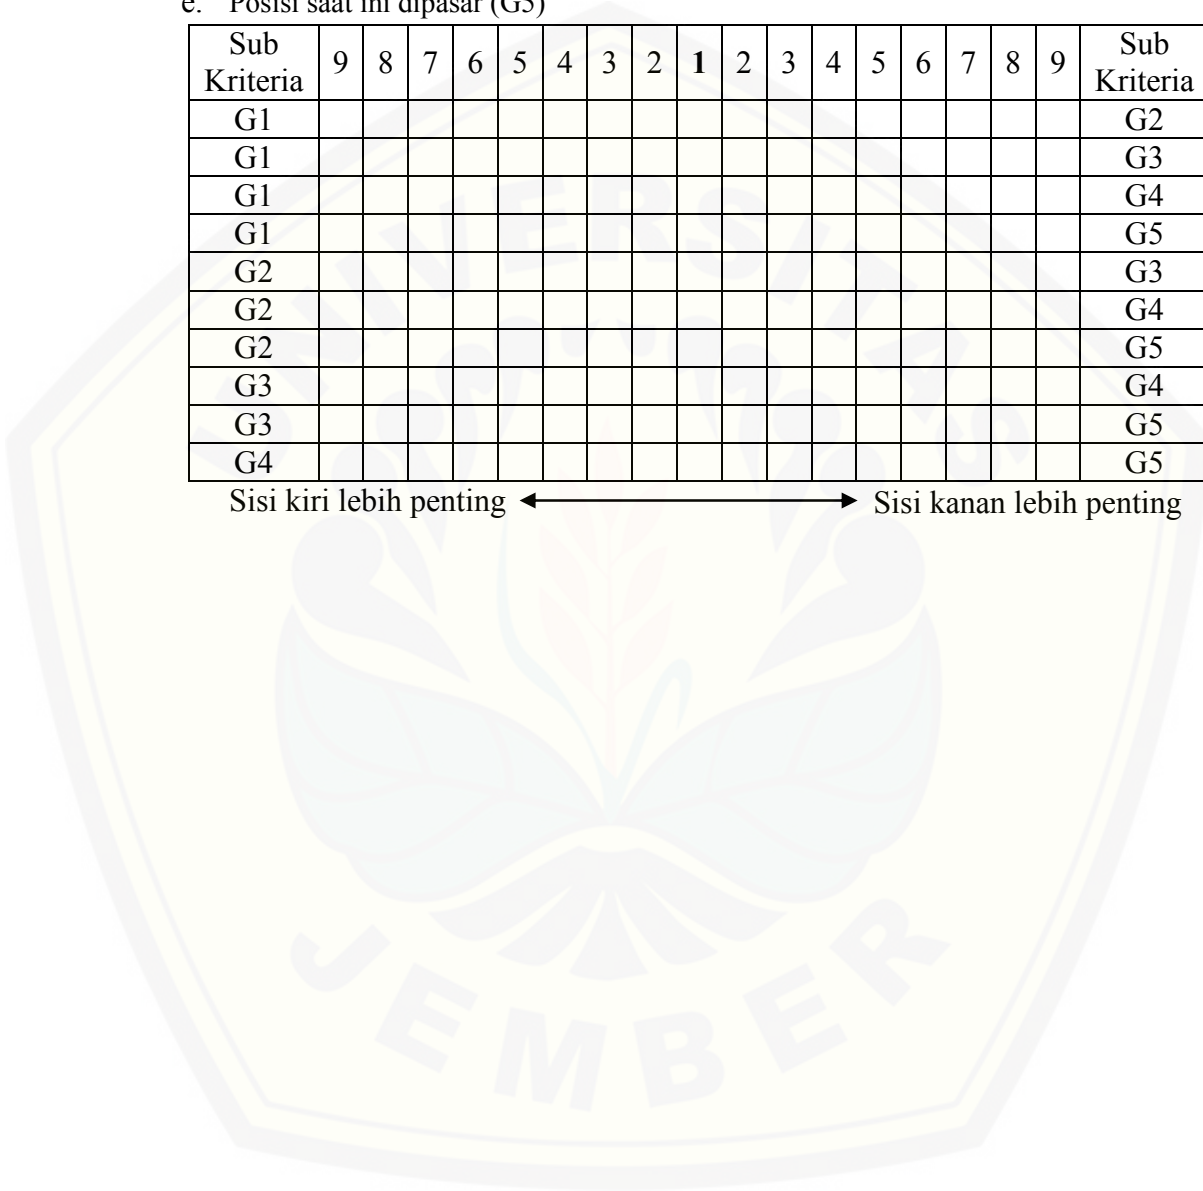 e. Posisi saat ini dipasar (G5)
Sub Kriteria 9 8 7 6 5 4 3 2 1 2 3 4 5 6 7 8 9 Sub Kriteria
G1 G2
G1 G3
G1 G4
G1 G5
G2 G3
G2 G4
G2 G5
G3 G4
G3 G5
G4 G5
Sisi kiri lebih penting Sisi kanan lebih penting
UNIVERSITAS
JEMBER